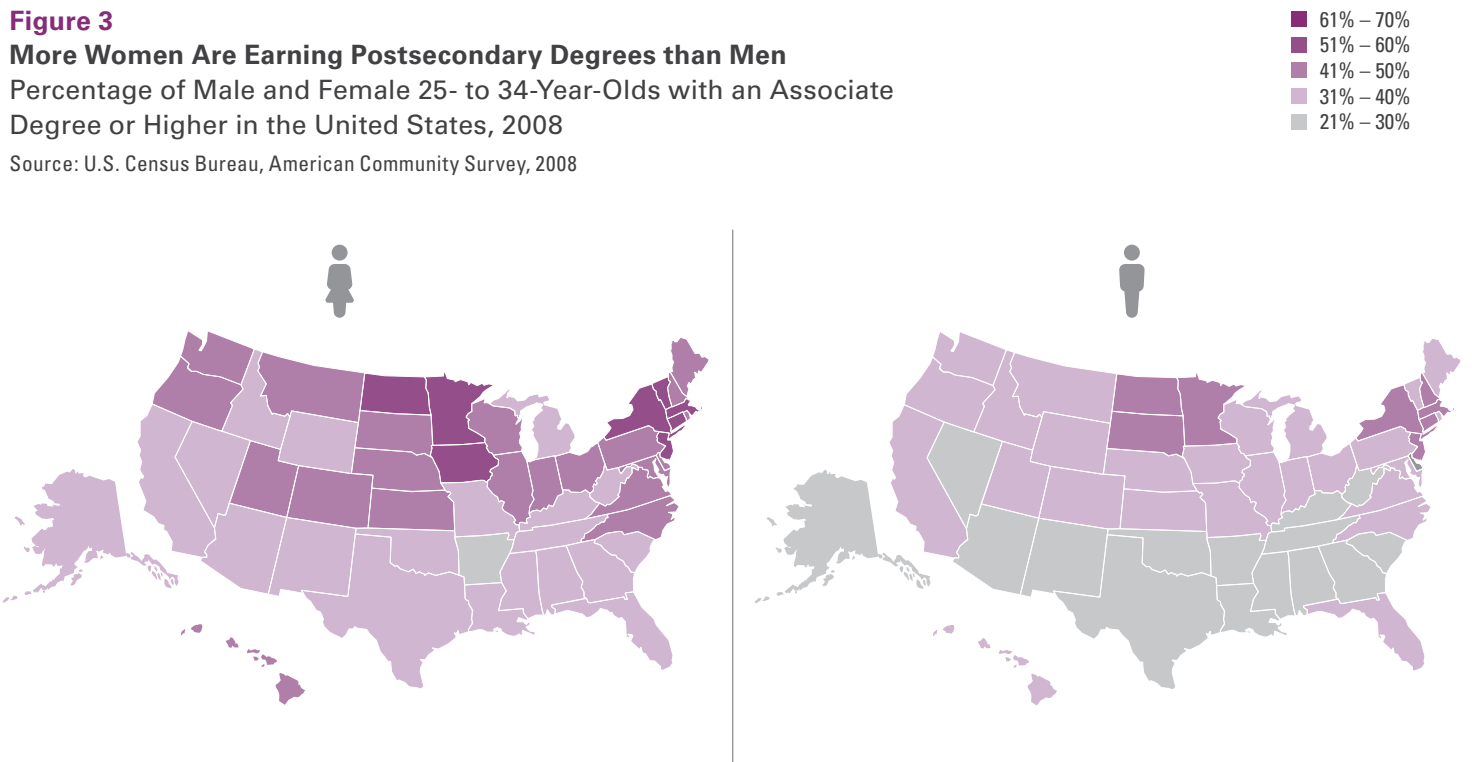 Figure 3
More Women Are Earning Postsecondary Degrees than Men
Percentage of Male and Female 25- to 34-Year-Olds with an Associate
Degree or Higher in the United States, 2008
Source: U.S. Census Bureau, American Community Survey, 2008
61% – 70%
51% – 60%
41% – 50%
31% – 40%
21% – 30%